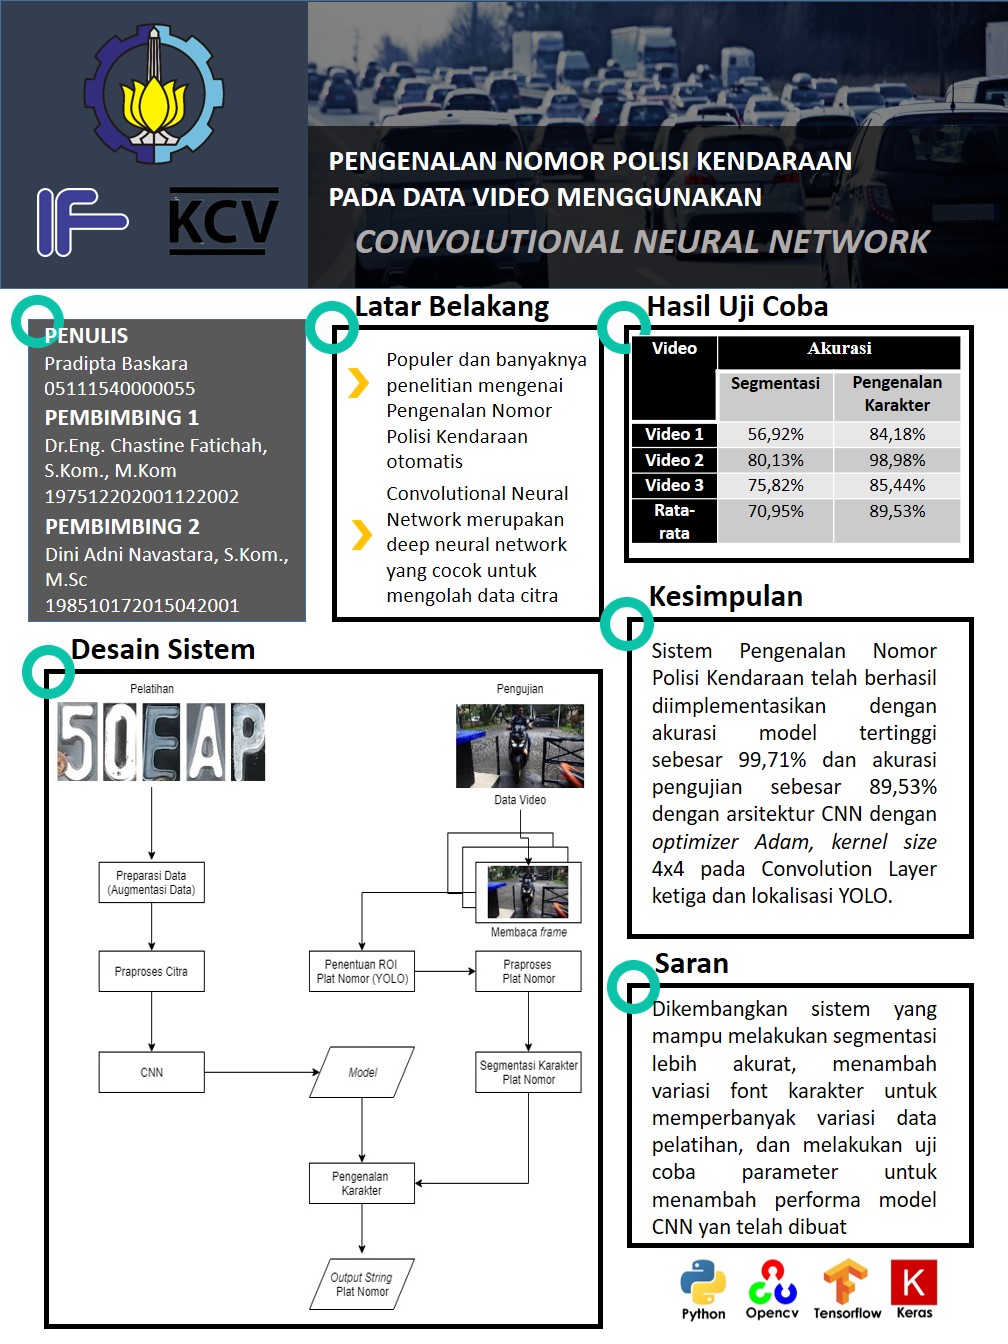 IF
KCV
PENGENALAN NOMOR POLISI KENDARAAN
PADA DATA VIDEO MENGGUNAKAN
CONVOLUTIONAL NEURAL NETWORK
PENULIS
Pradipta Baskara
05111540000055
PEMBIMBING 1
Dr.Eng. Chastine Fatichah,
S.Kom., M.Kom
197512202001122002
PEMBIMBING 2
Dini Adni Navastara, S.Kom.,
M.Sc
198510172015042001
Latar Belakang
Populer dan banyaknya
penelitian mengenai
Pengenalan Nomor
Polisi Kendaraan
otomatis
Convolutional Neural
Network merupakan
deep neural network
yang cocok untuk
mengolah data citra
Hasil Uji Coba
Video Akurasi
Segmentasi Pengenalan
Karakter
Video 1 56,92% 84,18%
Video 2 80,13% 98,98%
Video 3 75,82% 85,44%
Rata-
rata 70,95% 89,53%
Desain Sistem
Pelatihan
5 O E A P
Preparasi Data
(Augmentasi Data)
Praproses Citra
CNN
Pengujian
Data Video
Membaca frame
Penentuan ROI
Plat Nomor (YOLO)
Praproses
Plat Nomor
Segmentasi Karakter
Plat Nomor
Model
Pengenalan
Karakter
Output String
Plat Nomor
Kesimpulan
Sistem Pengenalan Nomor
Polisi Kendaraan telah berhasil
diimplementasikan dengan
akurasi model tertinggi
sebesar 99,71% dan akurasi
pengujian sebesar 89,53%
dengan arsitektur CNN dengan
optimizer Adam, kernel size
4x4 pada Convolution Layer
ketiga dan lokalisasi YOLO.
Saran
Dikembangkan sistem yang
mampu melakukan segmentasi
lebih akurat, menambah
variasi font karakter untuk
memperbanyak variasi data
pelatihan, dan melakukan uji
coba parameter untuk
menambah performa model
CNN yan telah dibuat
Python
Opencv
Tensorflow
K
Keras